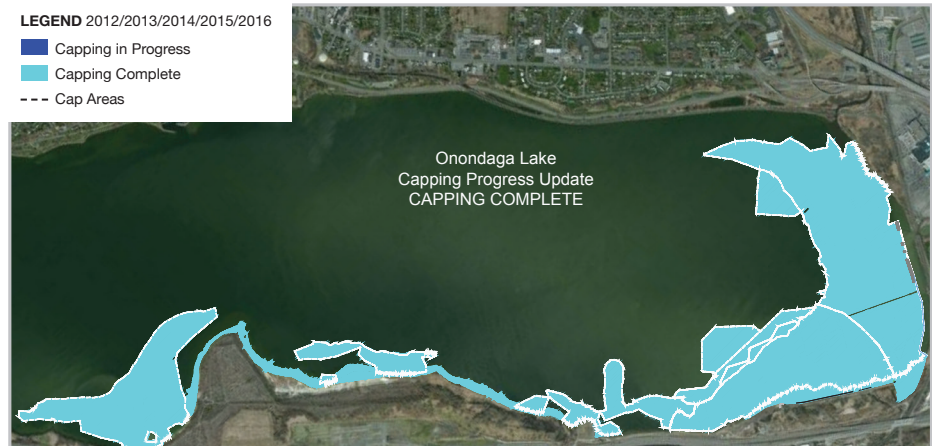 LEGEND 2012/2013/2014/2015/2016
Capping in Progress
Capping Complete
Cap Areas
Onondaga Lake
Capping Progress Update
CAPPING COMPLETE